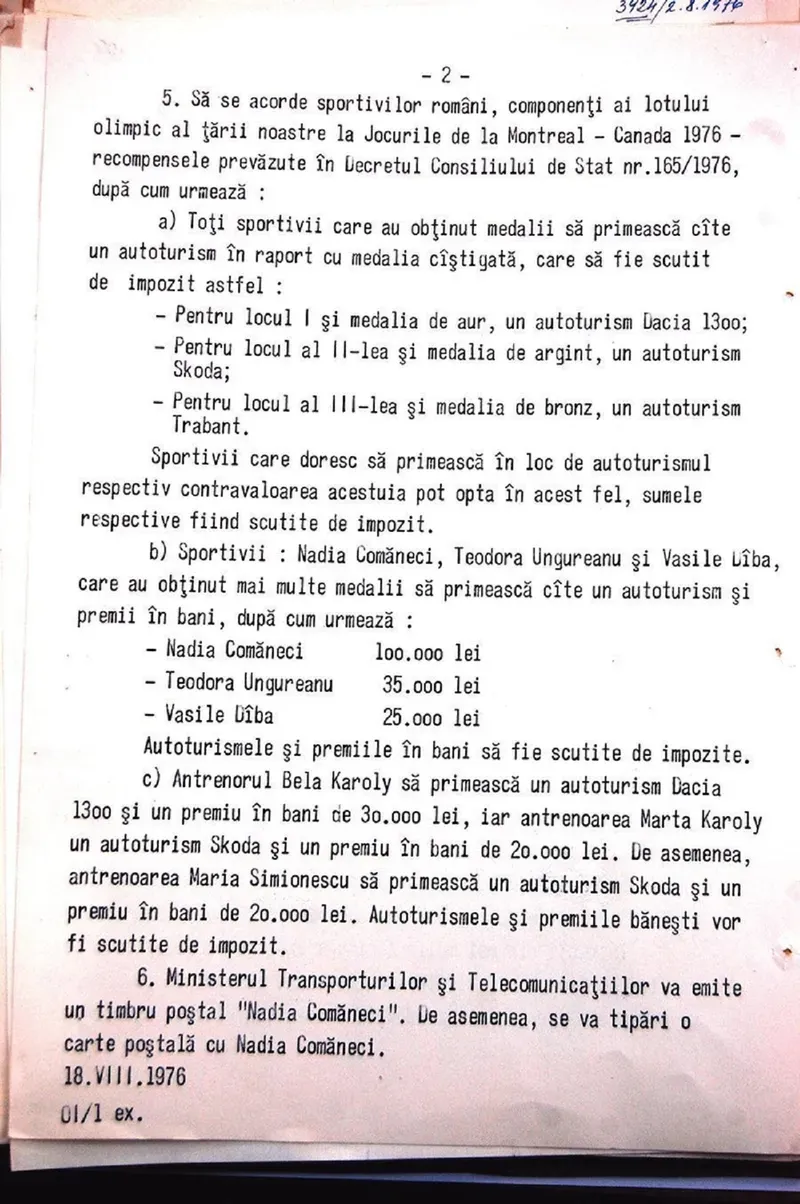 3924/2.8.1976
- 2 -
5. Să se acorde sportivilor români, componenţi ai lotului
olimpic al ţării noastre la Jocurile de la Montreal - Canada 1976 -
recompensele prevăzute în Decretul Consiliului de Stat nr.165/1976,
după cum urmează :
a) Toţi sportivii care au obţinut medalii să primească cîte
un autoturism în raport cu medalia cîştigată, care să fie scutit
de impozit astfel :
- Pentru locul I şi medalia de aur, un autoturism Dacia 13oo;
- Pentru locul al II-lea şi medalia de argint, un autoturism
Skoda;
- Pentru locul al III-lea şi medalia de bronz, un autoturism
Trabant.
Sportivii care doresc să primească în loc de autoturismul
respectiv contravaloarea acestuia pot opta în acest fel, sumele
respective fiind scutite de impozit.
b) Sportivii : Nadia Comăneci, Teodora Ungureanu şi Vasile Dîba,
care au obţinut mai multe medalii să primească cîte un autoturism şi
premii în bani, după cum urmează :
- Nadia Comăneci 1oo.ooo lei
- Teodora Ungureanu 35.ooo lei
- Vasile Dîba 25.ooo lei
Autoturismele şi premiile în bani să fie scutite de impozite.
c) Antrenorul Bela Karoly să primească un autoturism Dacia
13oo şi un premiu în bani de 3o.ooo lei, iar antrenoarea Marta Karoly
un autoturism Skoda şi un premiu în bani de 2o.ooo lei. De asemenea,
antrenoarea Maria Simionescu să primească un autoturism Skoda şi un
premiu în bani de 2o.ooo lei. Autoturismele şi premiile băneşti vor
fi scutite de impozit.
6. Ministerul Transporturilor şi Telecomunicaţiilor va emite
un timbru poştal "Nadia Comăneci". De asemenea, se va tipări o
carte poştală cu Nadia Comăneci.
18.VIII.1976
OI/1 ex.